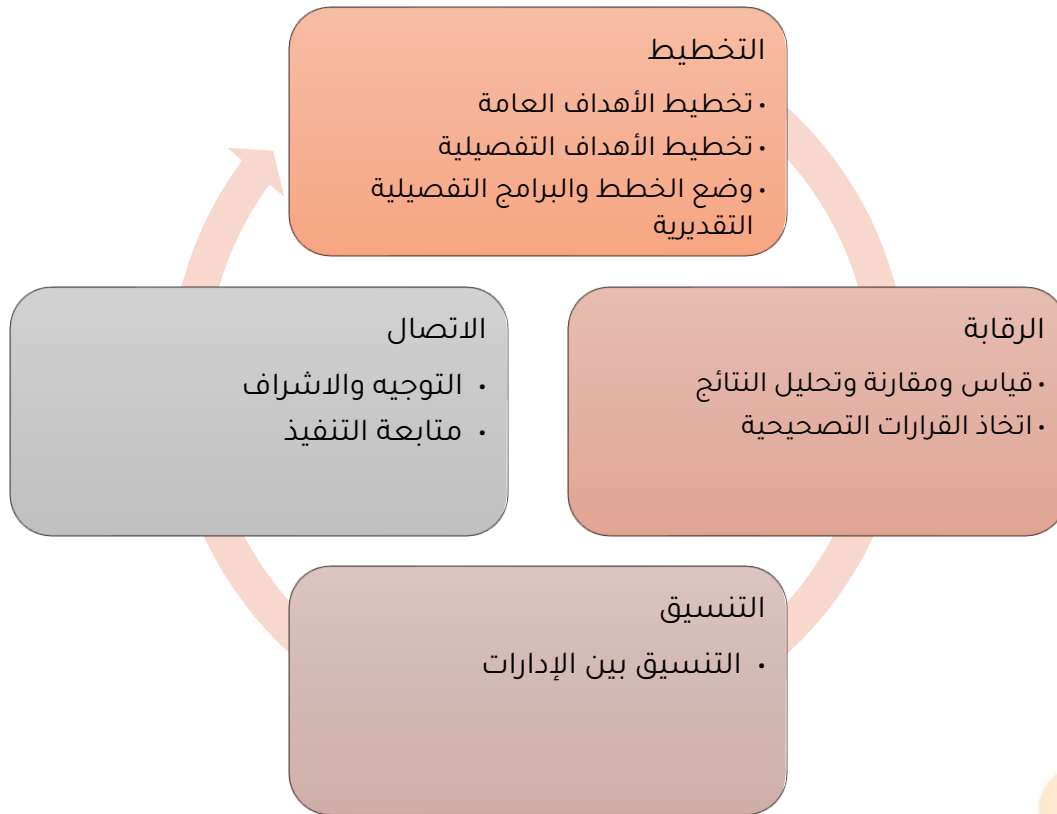 التخطيط
• تخطيط الأهداف العامة
• تخطيط الأهداف التفصيلية
• وضع الخطط والبرامج التفصيلية
التقديرية
الرقابة
• قياس ومقارنة وتحليل النتائج
• اتخاذ القرارات التصحيحية
التنسيق
• التنسيق بين الإدارات
الاتصال
• التوجيه والاشراف
• متابعة التنفيذ